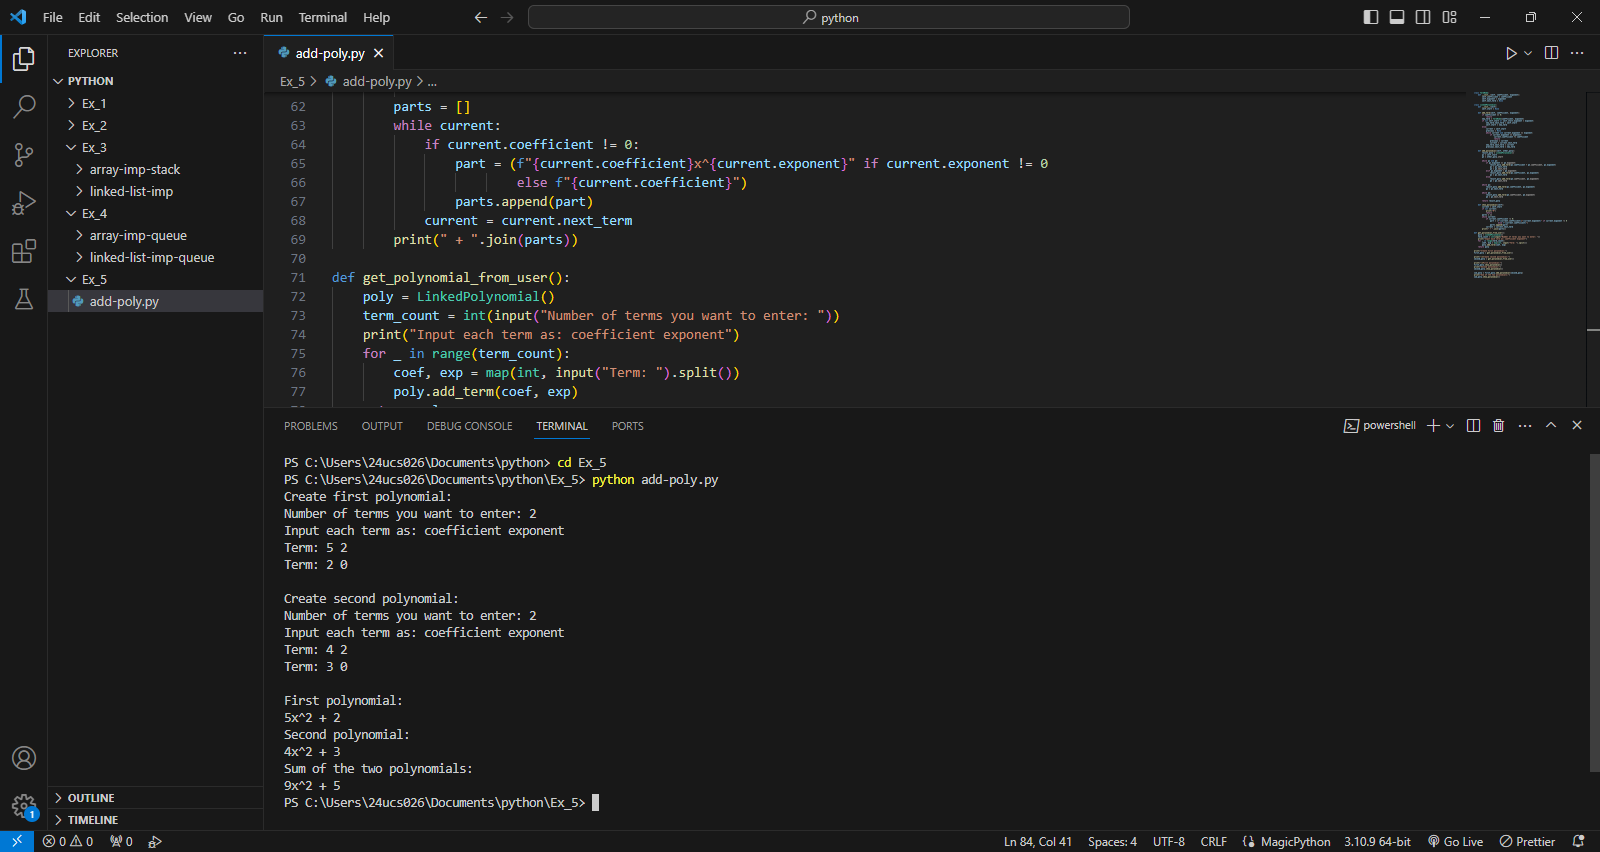 File Edit Selection View Go Run Terminal Help
python
EXPLORER
PYTHON
Ex_1
Ex_2
Ex_3
array-imp-stack
linked-list-imp
Ex_4
array-imp-queue
linked-list-imp-queue
Ex_5
add-poly.py
OUTLINE
TIMELINE
add-poly.py
Ex_5 > add-poly.py > ...
62 parts = []
63 while current:
64 if current.coefficient != 0:
65 part = (f"{current.coefficient}x^{current.exponent}" if current.exponent != 0
66 else f"{current.coefficient}")
67 parts.append(part)
68 current = current.next_term
69 print(" + ".join(parts))
70
71 def get_polynomial_from_user():
72 poly = LinkedPolynomial()
73 term_count = int(input("Number of terms you want to enter: "))
74 print("Input each term as: coefficient exponent")
75 for _ in range(term_count):
76 coef, exp = map(int, input("Term: ").split())
77 poly.add_term(coef, exp)
PROBLEMS OUTPUT DEBUG CONSOLE TERMINAL PORTS
powershell
PS C:\Users\24ucs026\Documents\python> cd Ex_5
PS C:\Users\24ucs026\Documents\python\Ex_5> python add-poly.py
Create first polynomial:
Number of terms you want to enter: 2
Input each term as: coefficient exponent
Term: 5 2
Term: 2 0
Create second polynomial:
Number of terms you want to enter: 2
Input each term as: coefficient exponent
Term: 4 2
Term: 3 0
First polynomial:
5x^2 + 2
Second polynomial:
4x^2 + 3
Sum of the two polynomials:
9x^2 + 5
PS C:\Users\24ucs026\Documents\python\Ex_5>
1
0 0 0 Ln 84, Col 41 Spaces: 4 UTF-8 CRLF MagicPython 3.10.9 64-bit Go Live Prettier